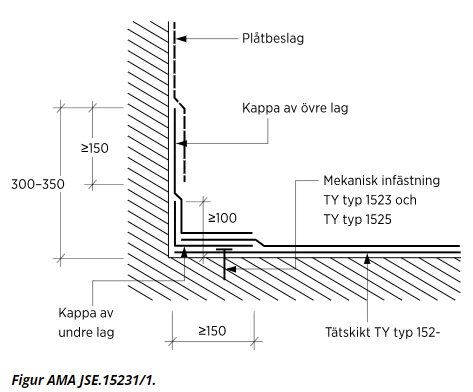 Plåtbeslag
Kappa av övre lag
≥150
300–350
Mekanisk infästning
TY typ 1523 och
TY typ 1525
≥100
Kappa av
undre lag
≥150
Tätskikt TY typ 152-
Figur AMA JSE.15231/1.